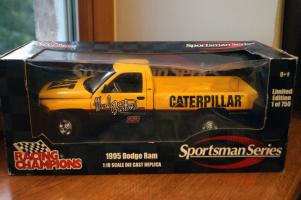 Sportsman Series
8+
Limited
Edition
1 of 750
CATERPILLAR
RACING
CHAMPIONS
1995 Dodge Ram
1:18 SCALE DIE CAST REPLICA
Sportsman Series